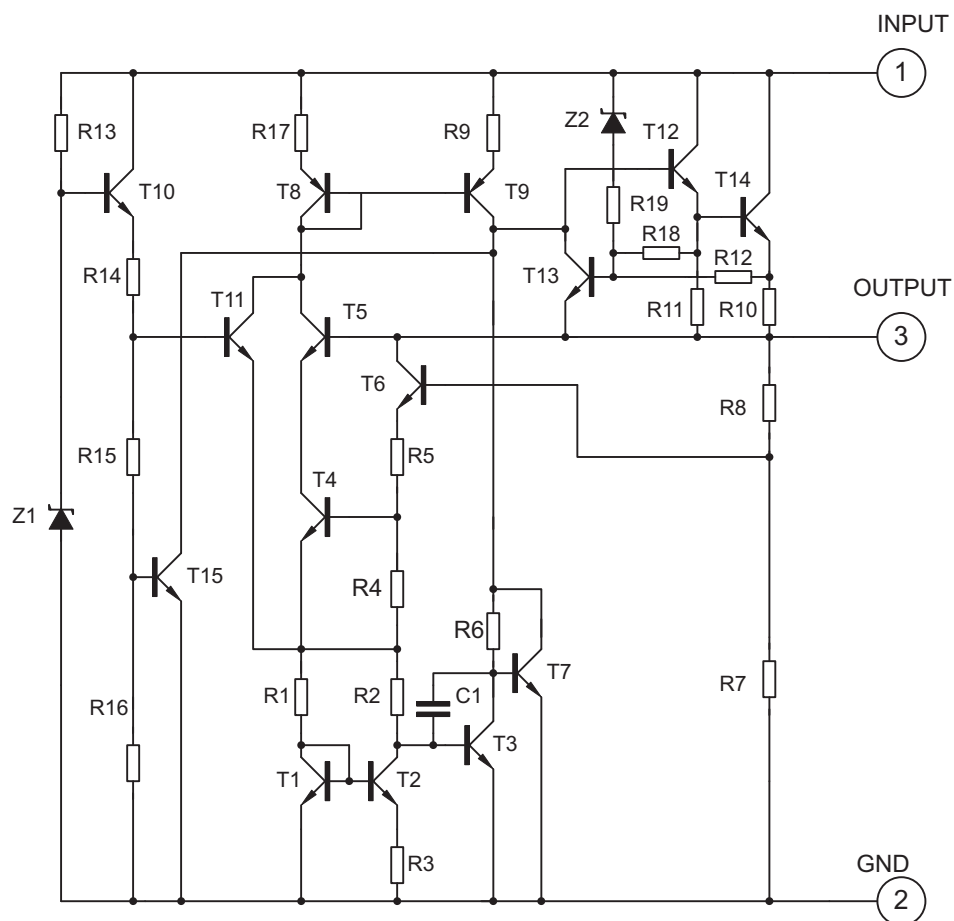 INPUT
1
R13
R17
R9
Z2
T12
T10
T8
T9
T14
R19
R18
R12
R14
T13
T11
R11
R10
OUTPUT
3
T5
T6
R8
R15
R5
T4
Z1
T15
R4
R6
T7
R7
R16
R1
R2
C1
T3
T1
T2
R3
GND
2